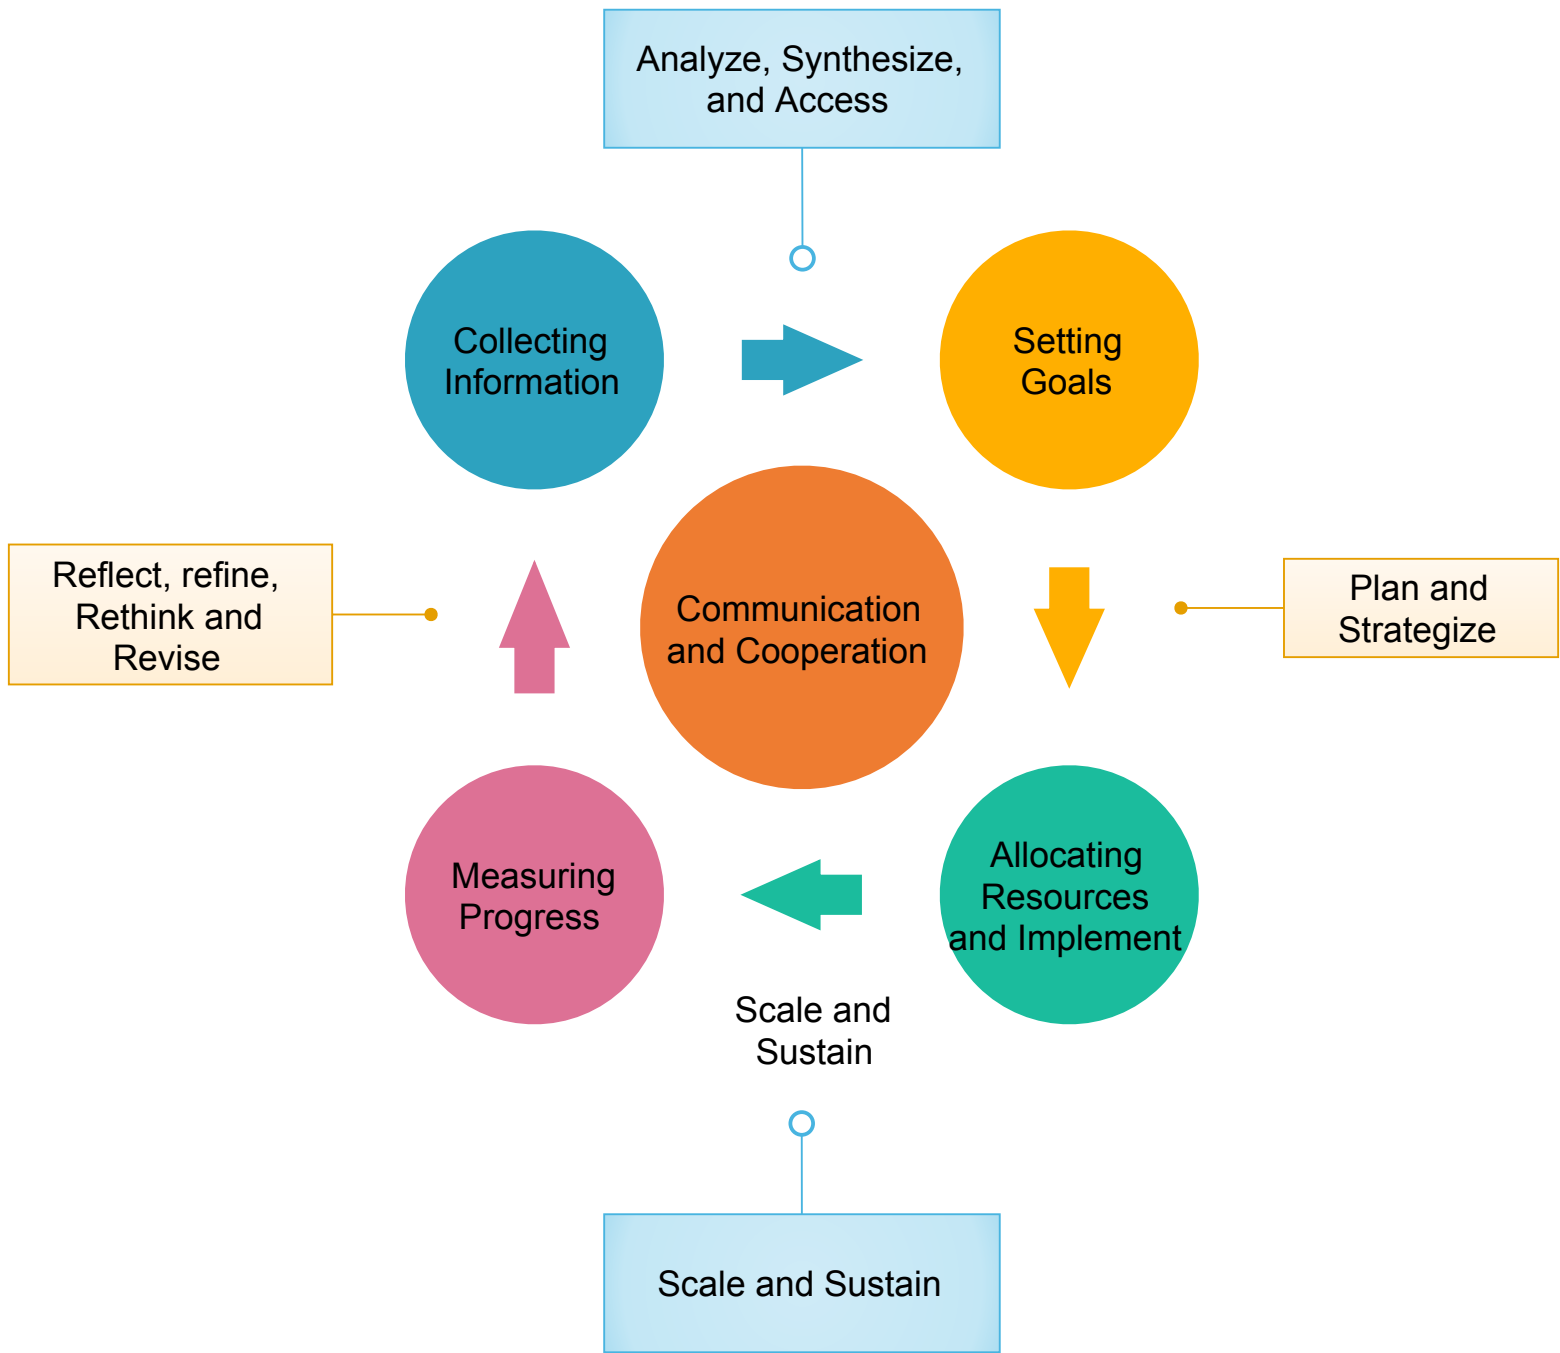 Analyze, Synthesize,
and Access
Collecting
Information
Setting
Goals
Reflect, refine,
Rethink and
Revise
Communication
and Cooperation
Plan and
Strategize
Measuring
Progress
Allocating
Resources
and Implement
Scale and
Sustain
Scale and Sustain